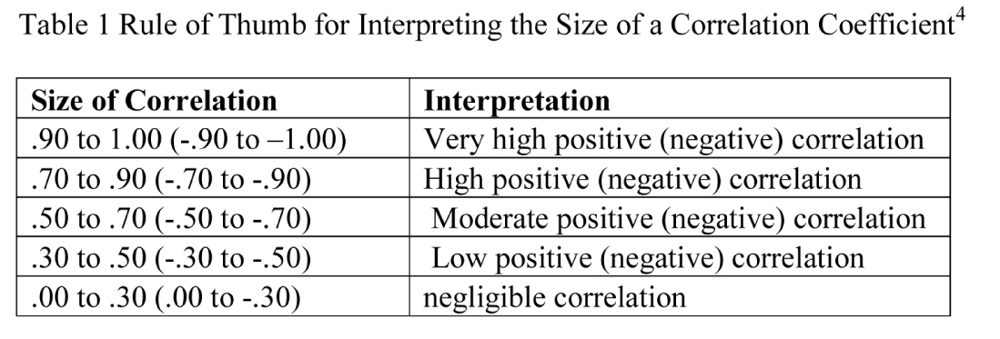 Table 1 Rule of Thumb for Interpreting the Size of a Correlation Coefficient⁴
Size of Correlation Interpretation
.90 to 1.00 (-.90 to –1.00) Very high positive (negative) correlation
.70 to .90 (-.70 to -.90) High positive (negative) correlation
.50 to .70 (-.50 to -.70) Moderate positive (negative) correlation
.30 to .50 (-.30 to -.50) Low positive (negative) correlation
.00 to .30 (.00 to -.30) negligible correlation